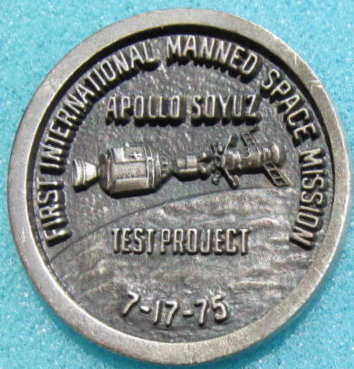 FIRST INTERNATIONAL MANNED SPACE MISSION
APOLLO SOYUZ
TEST PROJECT
7-17-75